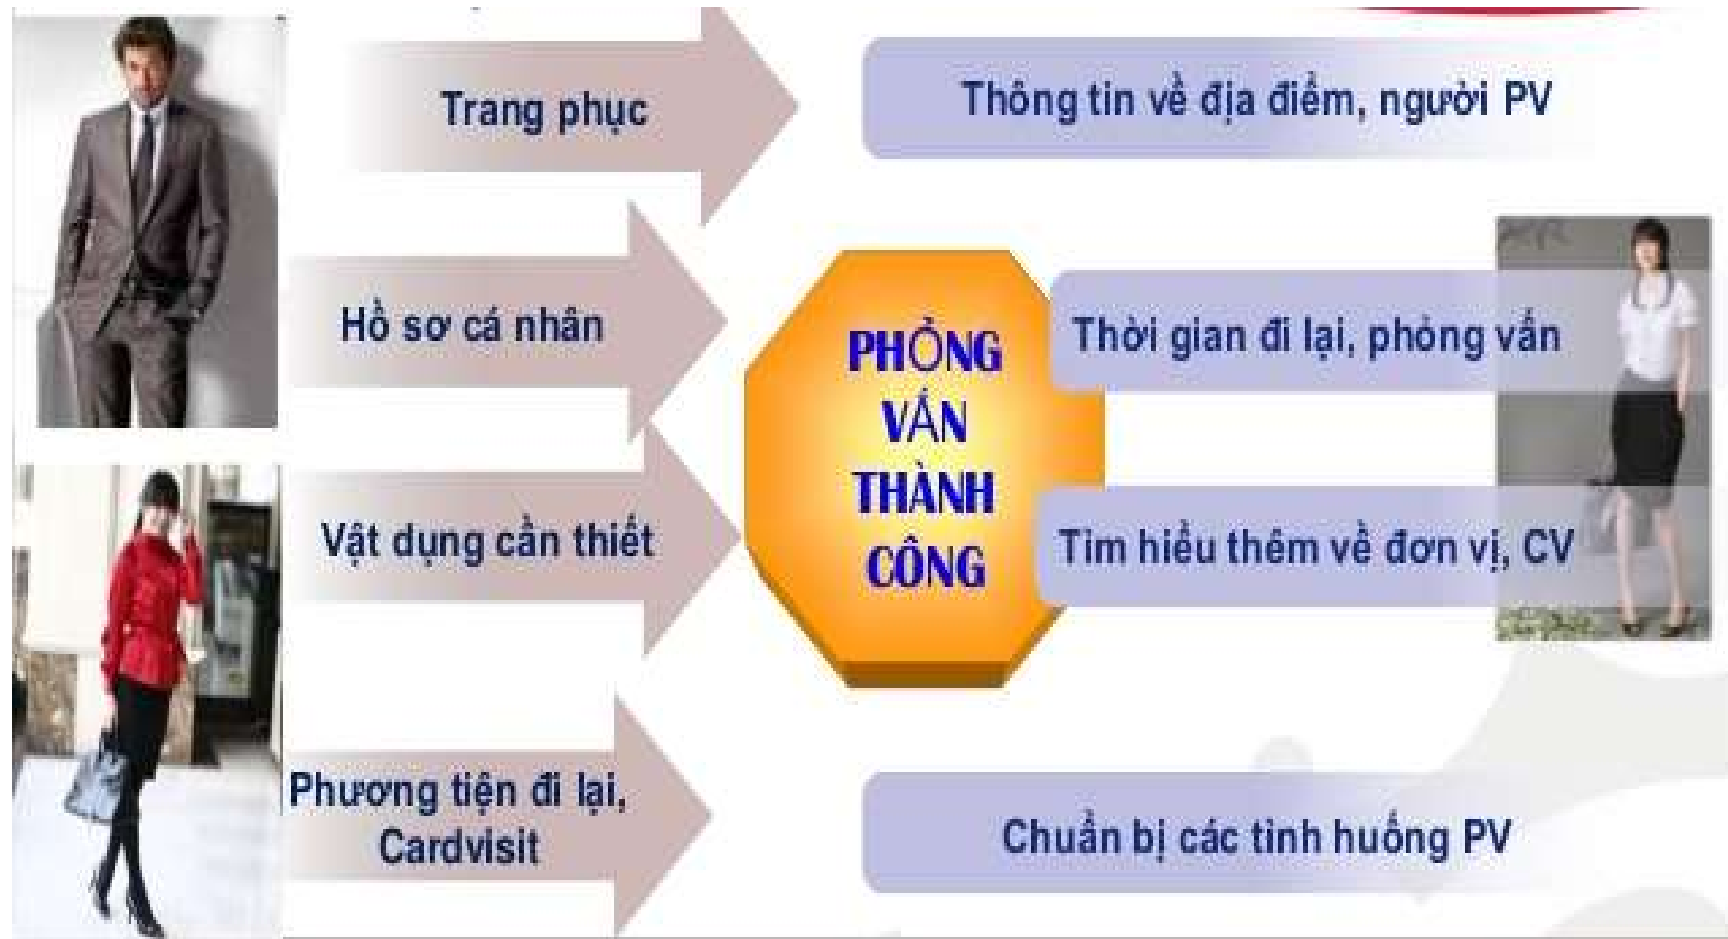 Trang phục
Thông tin về địa điểm, người PV
Hồ sơ cá nhân
PHỎNG
VẤN
THÀNH
CÔNG
Thời gian đi lại, phỏng vấn
Vật dụng cần thiết
Tìm hiểu thêm về đơn vị, CV
Phương tiện đi lại,
Cardvisit
Chuẩn bị các tình huống PV